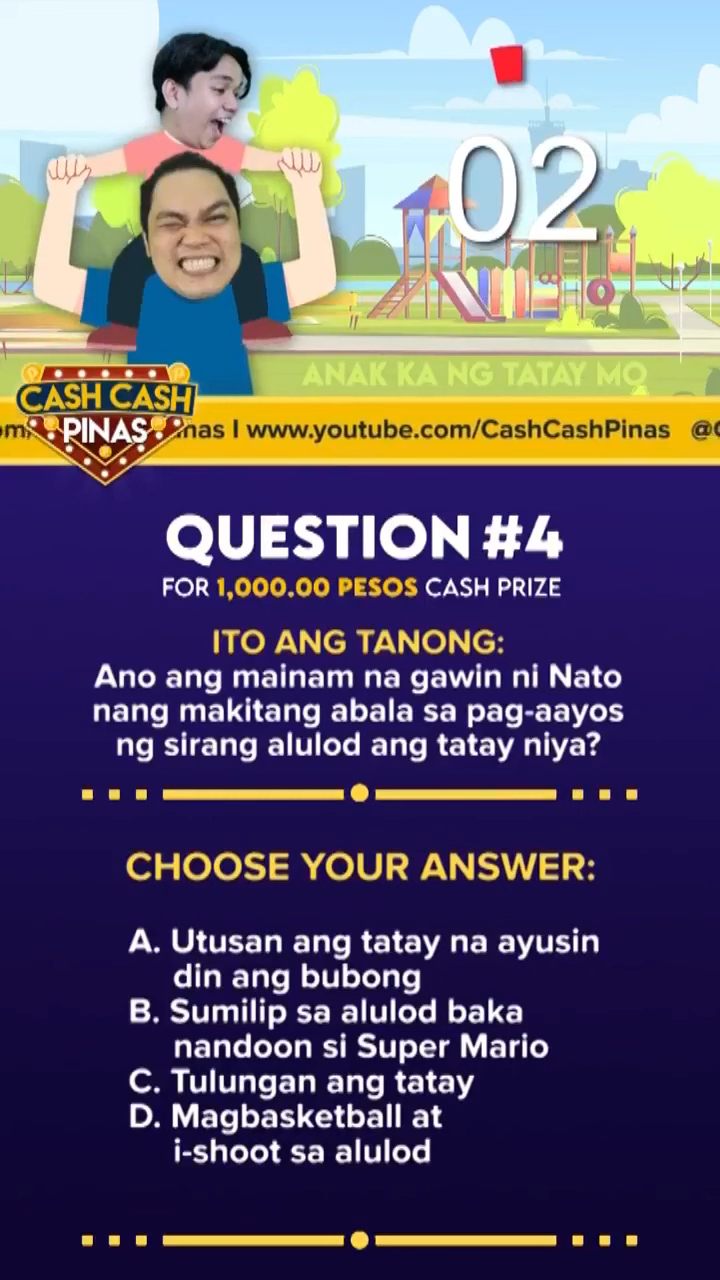 02
ANAK KA NG TATAY MO
CASH CASH
PINAS
nas | www.youtube.com/CashCashPinas
QUESTION #4
FOR 1,000.00 PESOS CASH PRIZE
ITO ANG TANONG:
Ano ang mainam na gawin ni Nato
nang makitang abala sa pag-aayos
ng sirang alulod ang tatay niya?
CHOOSE YOUR ANSWER:
A. Utusan ang tatay na ayusin
din ang bubong
B. Sumilip sa alulod baka
nandoon si Super Mario
C. Tulungan ang tatay
D. Magbasketball at
i-shoot sa alulod